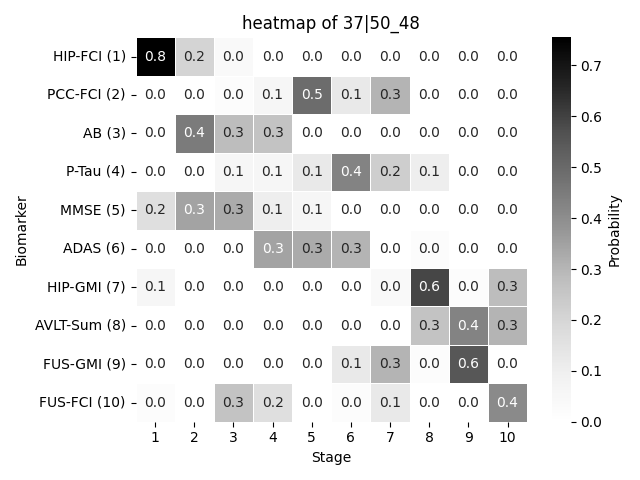 heatmap of 37|50_48
HIP-FCI (1) 0.8 0.2 0.0 0.0 0.0 0.0 0.0 0.0 0.0 0.0
PCC-FCI (2) 0.0 0.0 0.0 0.1 0.5 0.1 0.3 0.0 0.0 0.0
AB (3) 0.0 0.4 0.3 0.3 0.0 0.0 0.0 0.0 0.0 0.0
P-Tau (4) 0.0 0.0 0.1 0.1 0.1 0.4 0.2 0.1 0.0 0.0
MMSE (5) 0.2 0.3 0.3 0.1 0.1 0.0 0.0 0.0 0.0 0.0
ADAS (6) 0.0 0.0 0.0 0.3 0.3 0.3 0.0 0.0 0.0 0.0
HIP-GMI (7) 0.1 0.0 0.0 0.0 0.0 0.0 0.0 0.6 0.0 0.3
AVLT-Sum (8) 0.0 0.0 0.0 0.0 0.0 0.0 0.0 0.3 0.4 0.3
FUS-GMI (9) 0.0 0.0 0.0 0.0 0.0 0.1 0.3 0.0 0.6 0.0
FUS-FCI (10) 0.0 0.0 0.3 0.2 0.0 0.0 0.1 0.0 0.0 0.4
1 2 3 4 5 6 7 8 9 10
Stage
Biomarker
0.7
0.6
0.5
0.4
0.3
0.2
0.1
0.0
Probability